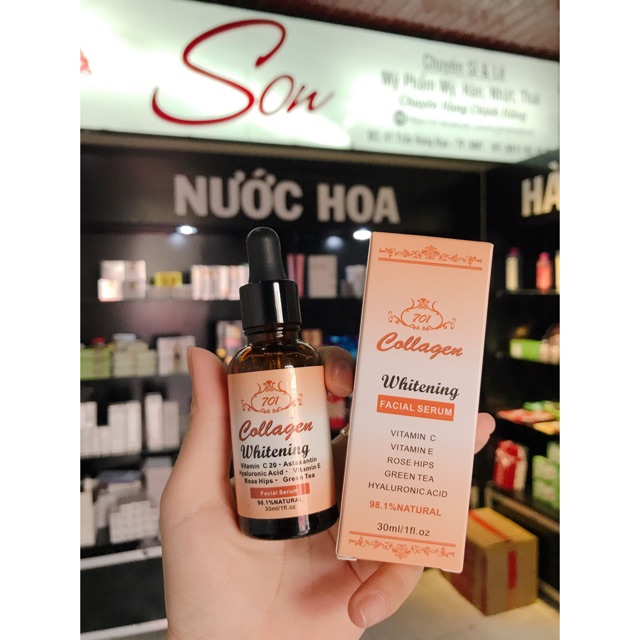 Son
Chuyên Sỉ & Lẻ
Mỹ Phẩm Mỹ, Hàn, Nhật, Thái
Chuyên Hàng Chính Hãng
NƯỚC HOA
HÀ
701
Collagen
Whitening
Vitamin C 20 • Astaxantin
Hyaluronic Acid • Vitamin E
Rose Hips • Green Tea
Facial Serum
98.1%NATURAL
30ml/1fl.oz
701
Collagen
Whitening
FACIAL SERUM
VITAMIN C
VITAMIN E
ROSE HIPS
GREEN TEA
HYALURONIC ACID
98.1%NATURAL
30ml/1fl.oz